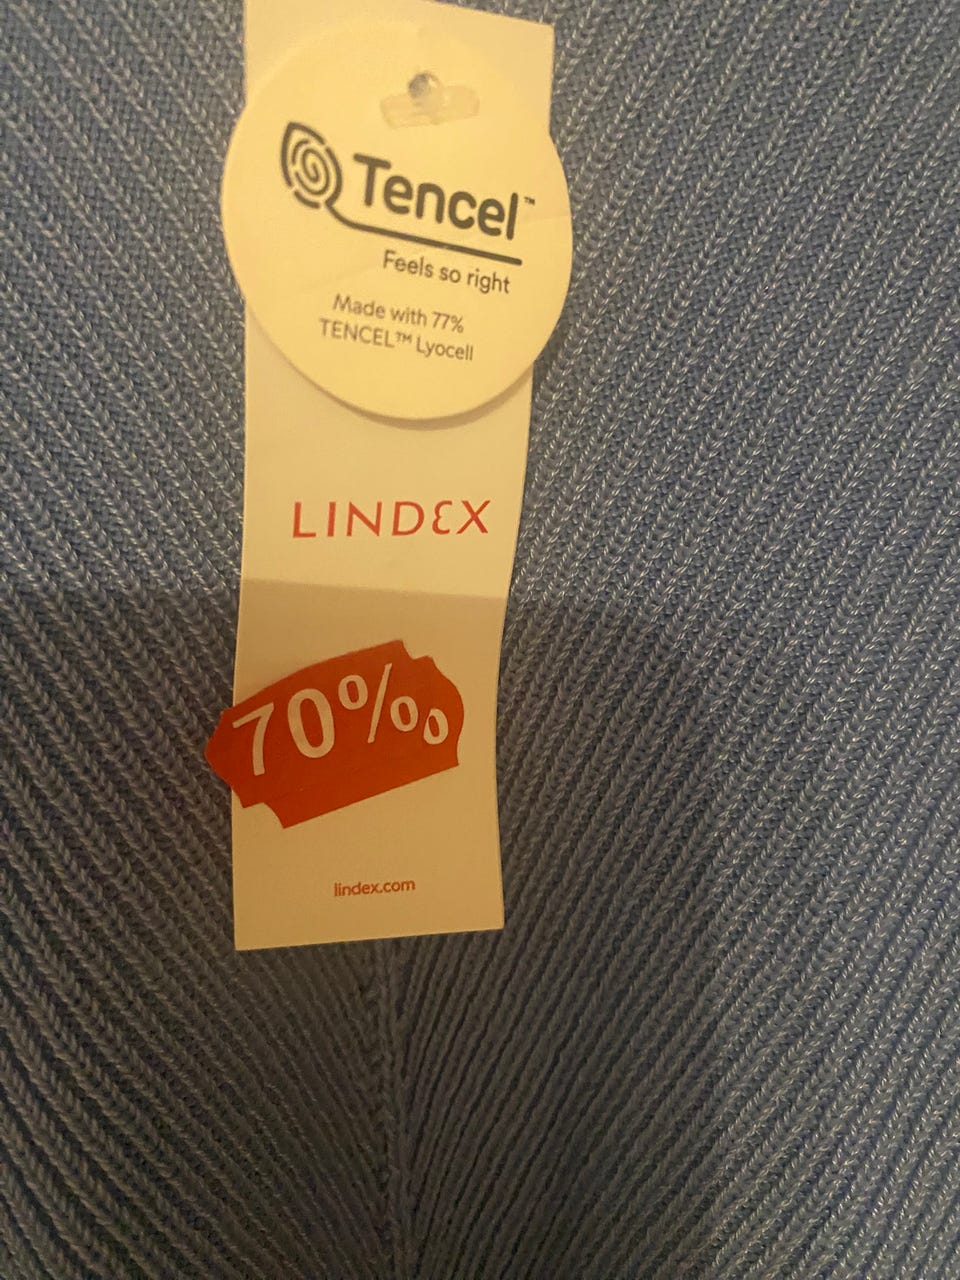 Tencel™
Feels so right
Made with 77%
TENCEL™ Lyocell
LINDEX
70‰
lindex.com